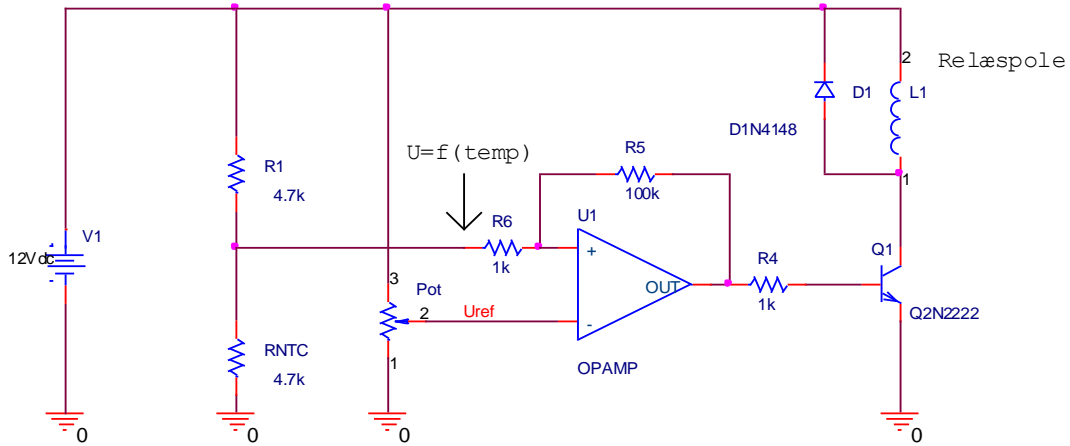 2
Relæspole
D1
L1
D1N4148
1
U=f(temp)
R5
100k
R1
4.7k
U1
R6
1k
+
V1
12Vdc
Q1
R4
1k
OUT
3
Pot
2
Uref
-
1
Q2N2222
RNTC
4.7k
OPAMP
0
0
0
0